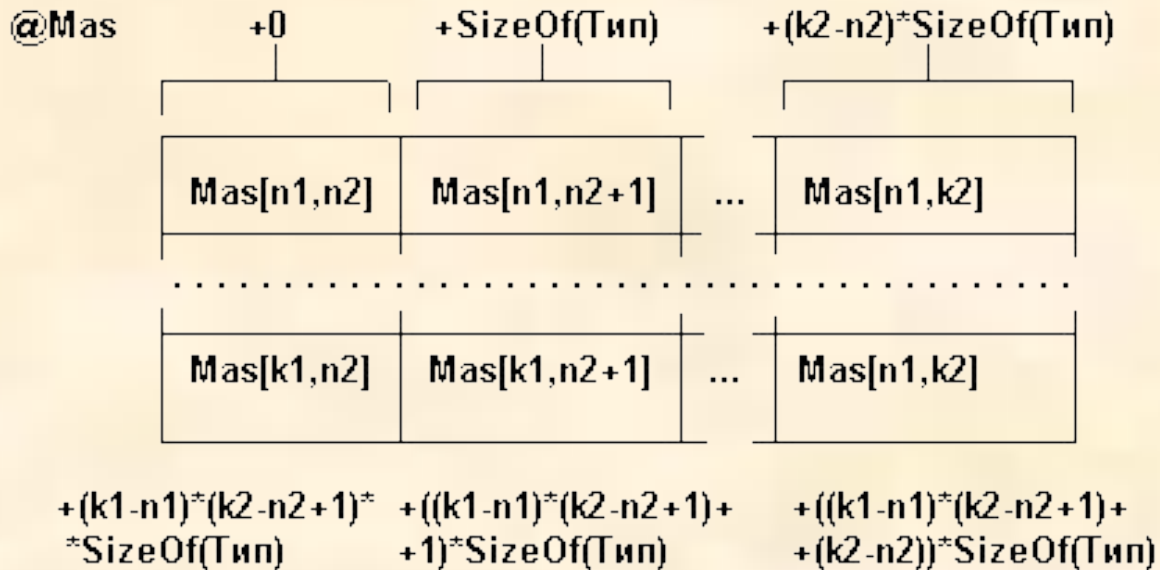 @Mas +0 +SizeOf(Тип) +(k2-n2)*SizeOf(Тип)
Mas[n1,n2] Mas[n1,n2+1] ... Mas[n1,k2]
. . . . . . . . . . . . . . . . . . . . . . . . . . . . . . . . . . . . . . . . .
Mas[k1,n2] Mas[k1,n2+1] ... Mas[n1,k2]
+(k1-n1)*(k2-n2+1)* +((k1-n1)*(k2-n2+1)+ +((k1-n1)*(k2-n2+1)+
*SizeOf(Тип) +1)*SizeOf(Тип) +(k2-n2))*SizeOf(Тип)